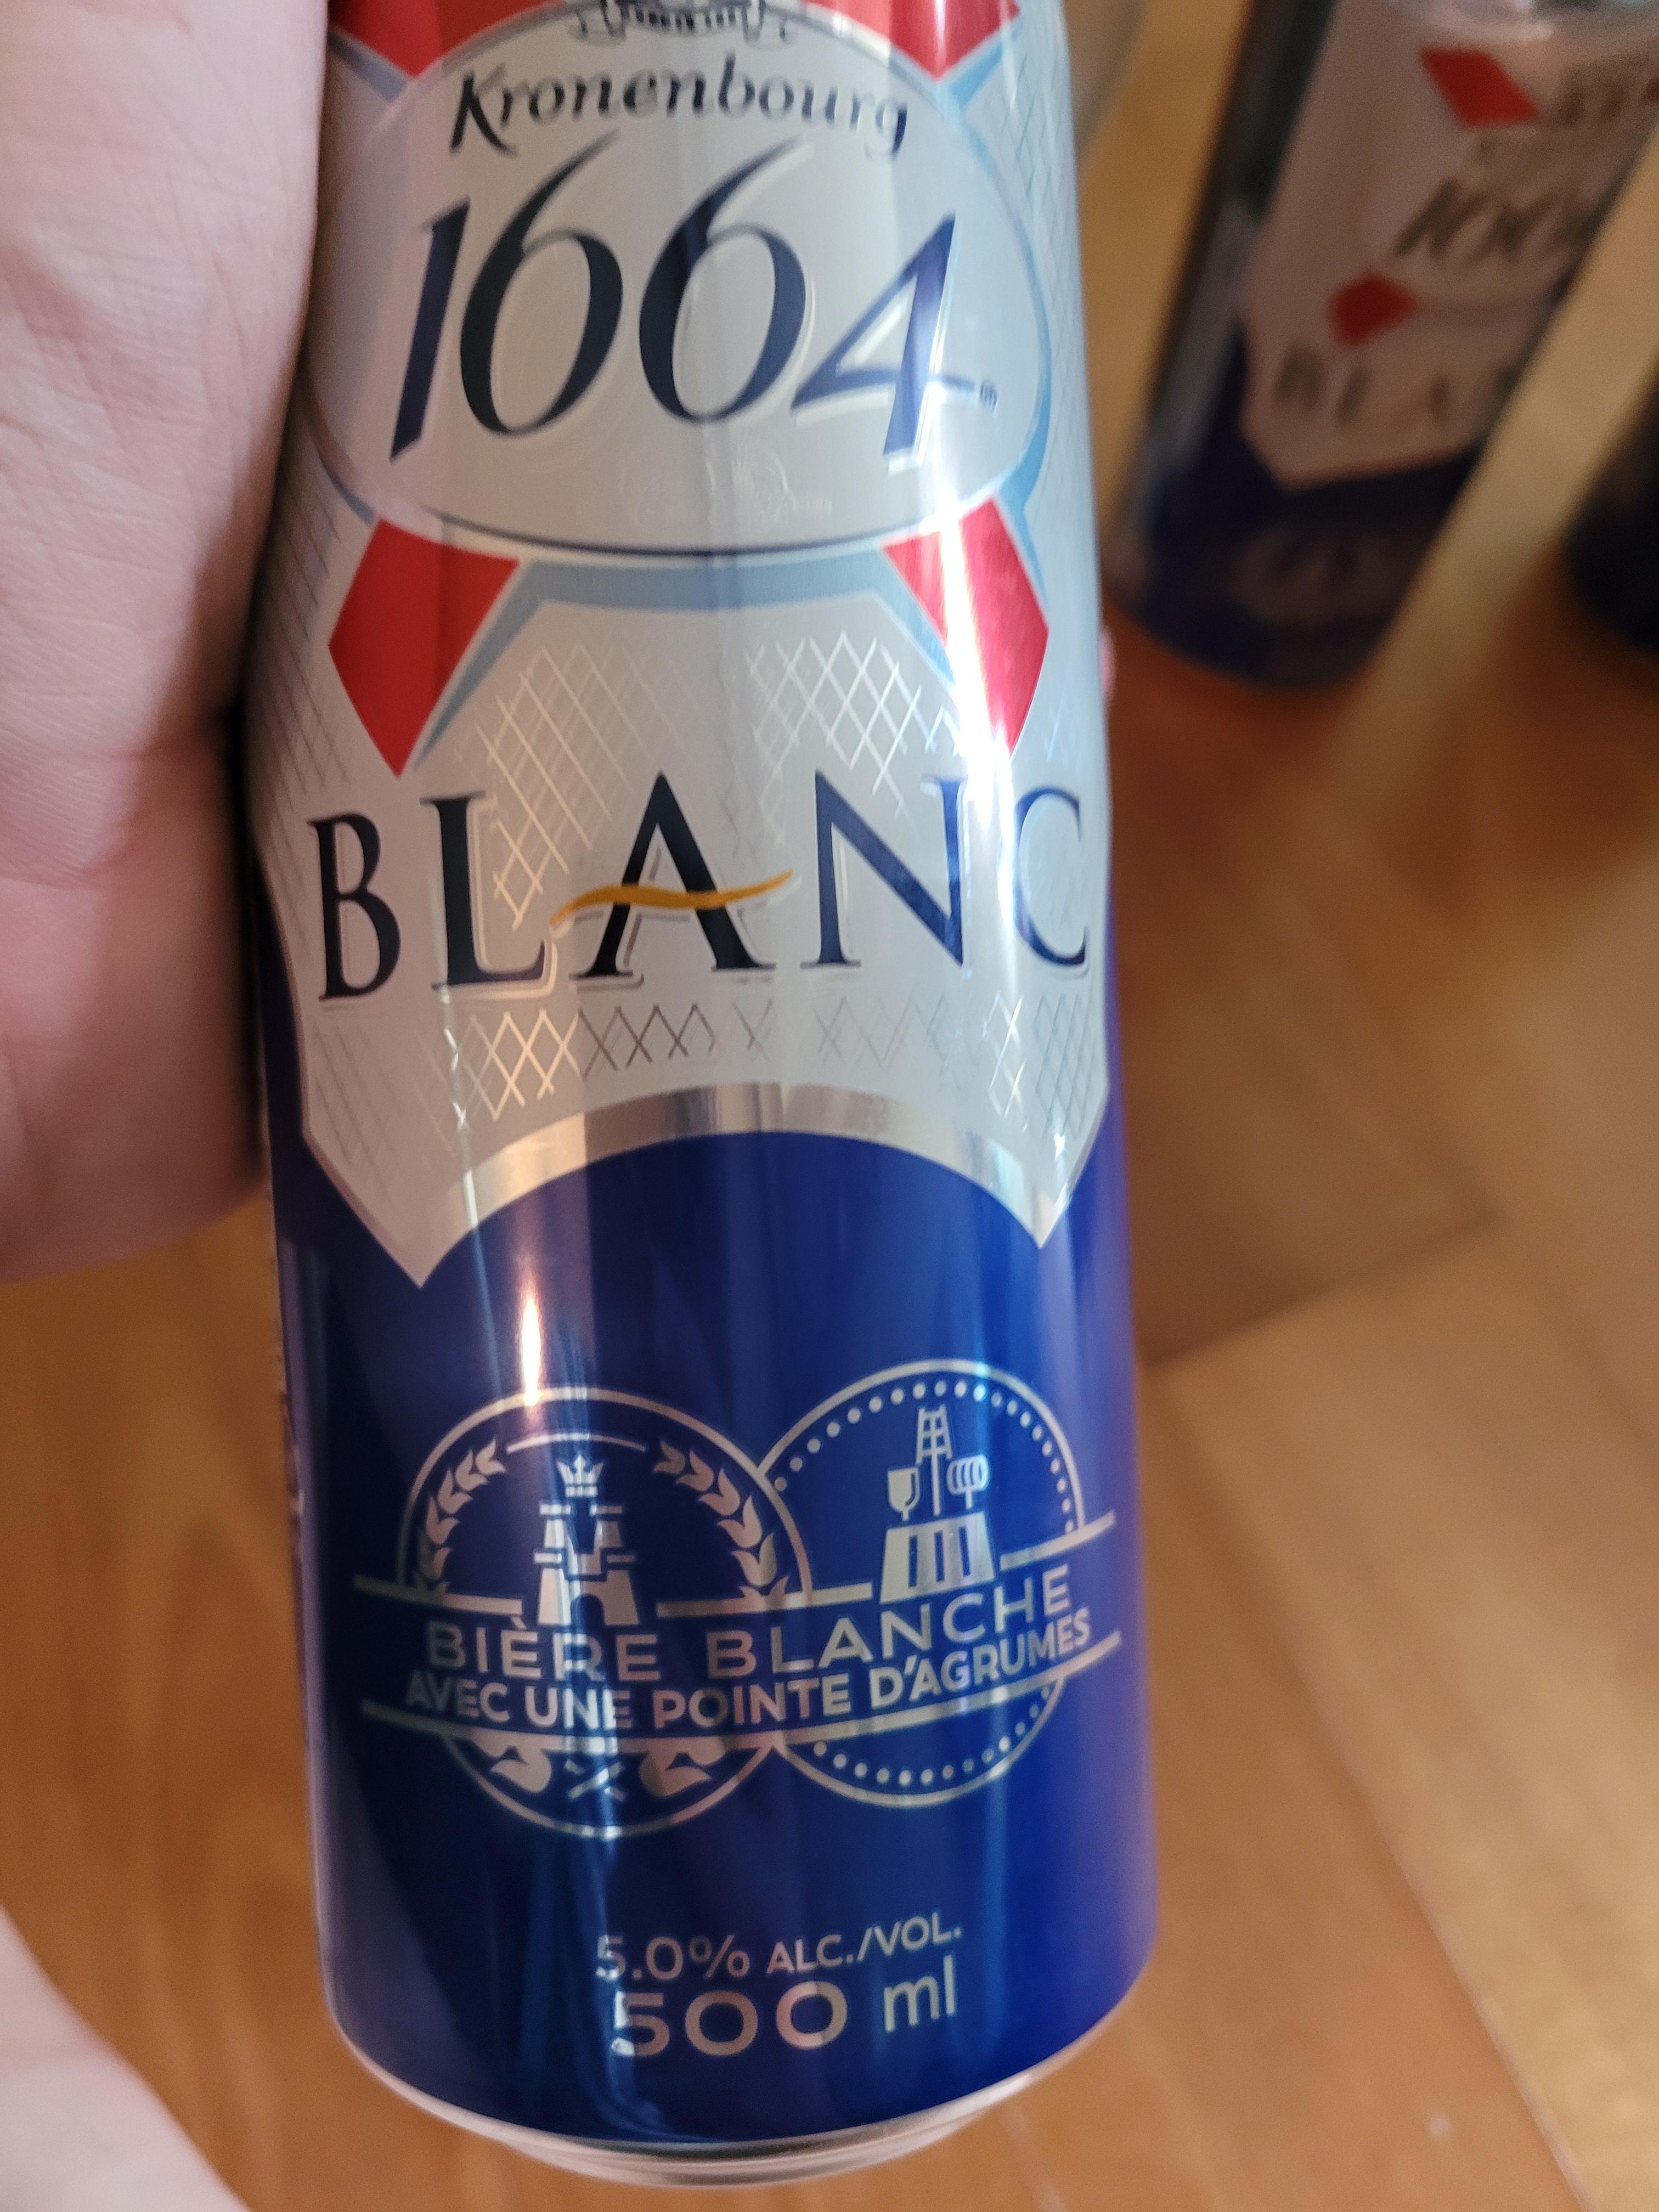 Kronenbourg
1664
BLANC
BIÈRE BLANCHE
AVEC UNE POINTE D'AGRUMES
5.0% ALC./VOL.
500 ml